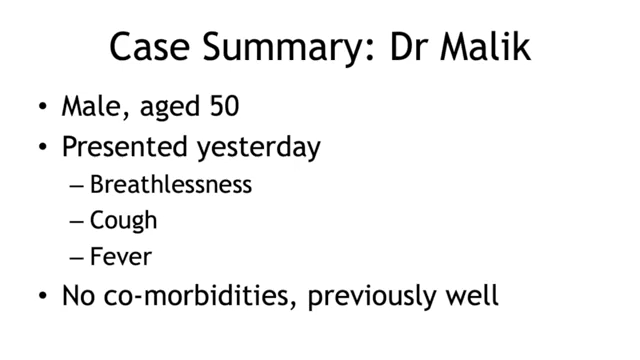 Case Summary: Dr Malik
• Male, aged 50
• Presented yesterday
– Breathlessness
– Cough
– Fever
• No co-morbidities, previously well